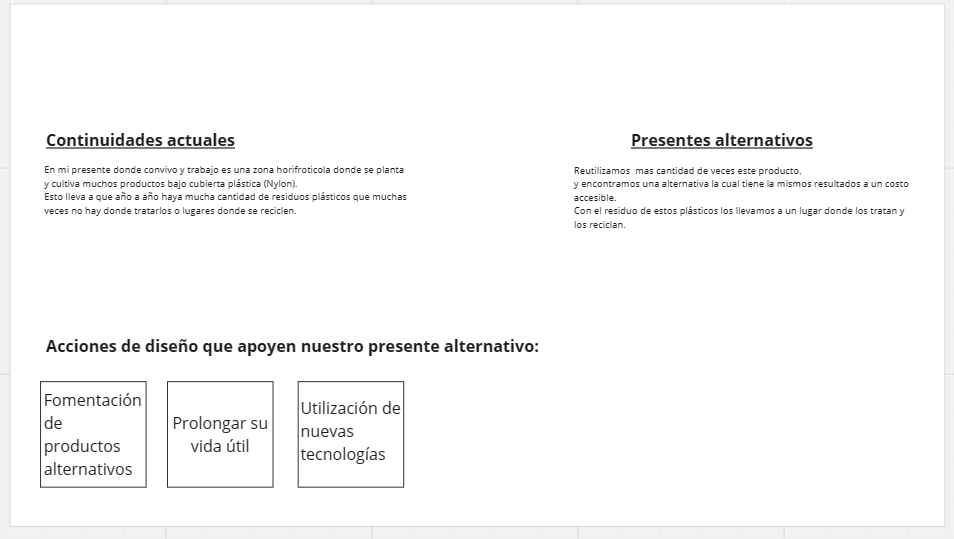 Continuidades actuales
En mi presente donde convivo y trabajo es una zona horifroticola donde se planta
y cultiva muchos productos bajo cubierta plástica (Nylon).
Esto lleva a que año a año haya mucha cantidad de residuos plásticos que muchas
veces no hay donde tratarlos o lugares donde se reciclen.
Presentes alternativos
Reutilizamos  mas cantidad de veces este producto,
y encontramos una alternativa la cual tiene la mismos resultados a un costo
accesible.
Con el residuo de estos plásticos los llevamos a un lugar donde los tratan y
los reciclan.
Acciones de diseño que apoyen nuestro presente alternativo:
Fomentación
de
productos
alternativos
Prolongar su
vida útil
Utilización de
nuevas
tecnologías